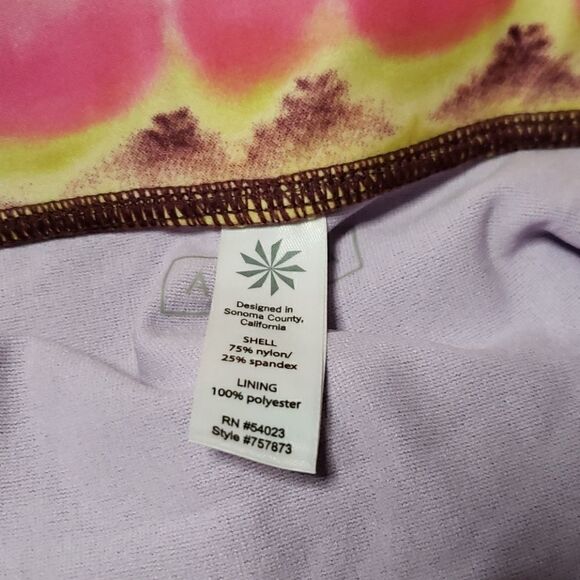 Designed in
Sonoma County,
California
SHELL
75% nylon/
25% spandex
LINING
100% polyester
RN #54023
Style #757873